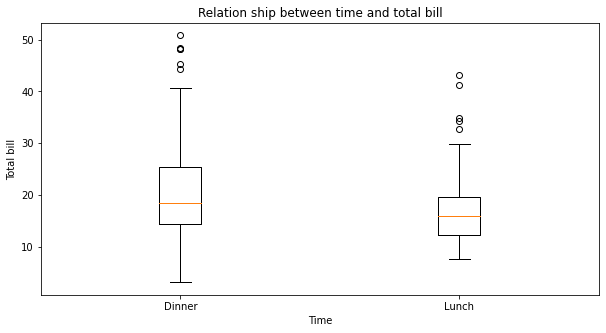 Relation ship between time and total bill
Total bill
50
40
30
20
10
Dinner
Lunch
Time